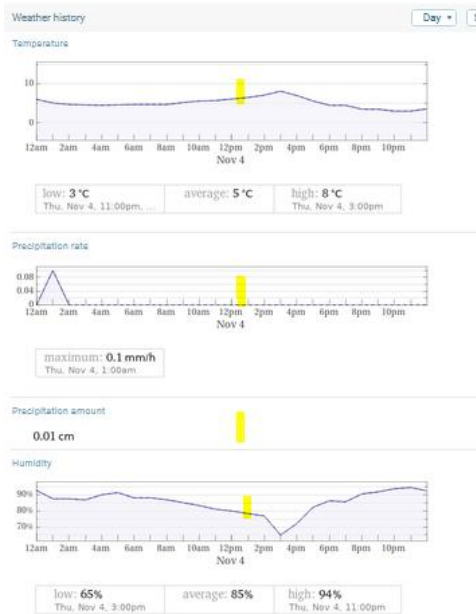 Weather history
Day
Temperature
10
0
12am 2am 4am 6am 8am 10am 12pm 2pm 4pm 6pm 8pm 10pm
Nov 4
low: 3 °C average: 5 °C high: 8 °C
Thu, Nov 4, 11:00pm, ... Thu, Nov 4, 3:00pm
Precipitation rate
0.08
0.04
12am 2am 4am 6am 8am 10am 12pm 2pm 4pm 6pm 8pm 10pm
Nov 4
maximum: 0.1 mm/h
Thu, Nov 4, 1:00am
Precipitation amount
0.01 cm
Humidity
90%
80%
70%
12am 2am 4am 6am 8am 10am 12pm 2pm 4pm 6pm 8pm 10pm
Nov 4
low: 65% average: 85% high: 94%
Thu, Nov 4, 3:00pm Thu, Nov 4, 11:00pm